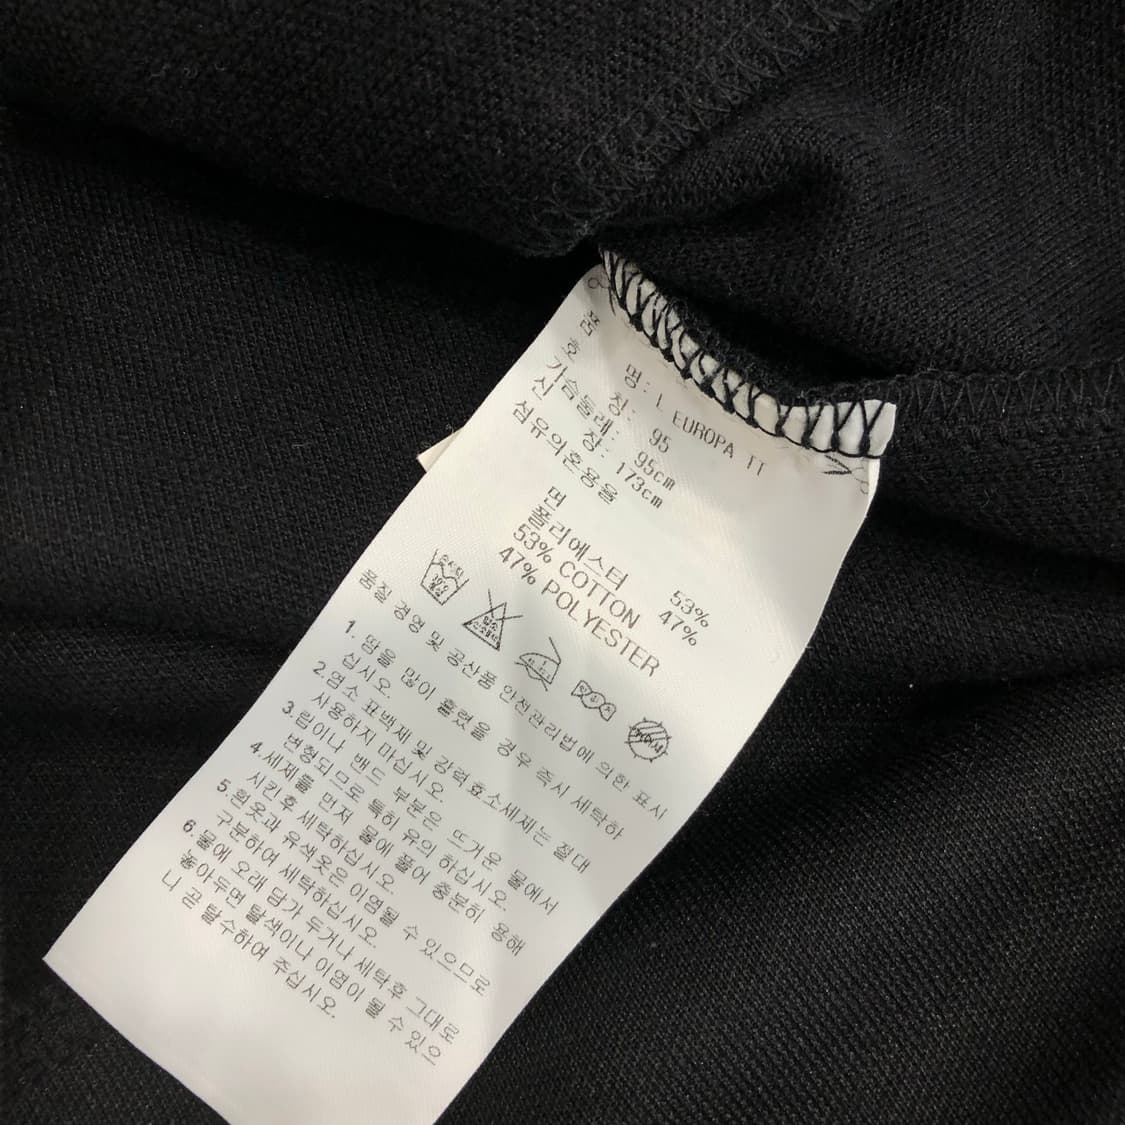 품 명: L EUROPA TT
호 칭: 95
가슴둘레: 95cm
신 장: 173cm
섬유의혼용율
면 53%
폴리에스터 47%
53% COTTON
47% POLYESTER
품질 경영 및 공산품 안전관리법에 의한 표시
1. 땀을 많이 흘렸을 경우 즉시 세탁하
십시오.
2.염소 표백제 및 강력 효소세제는 절대
사용하지 마십시오.
3.립이나 밴드 부분은 뜨거운 물에서
변형되므로 특히 유의 하십시오.
4.세제를 먼저 물에 풀어 충분히 용해
시킨후 세탁하십시오.
5.흰옷과 유색옷은 이염될 수 있으므로
구분하여 세탁하십시오.
6.물에 오래 담가 두거나 세탁후 그대로
놓아두면 탈색이나 이염이 될 수 있으
니 곧 탈수하여 주십시오.